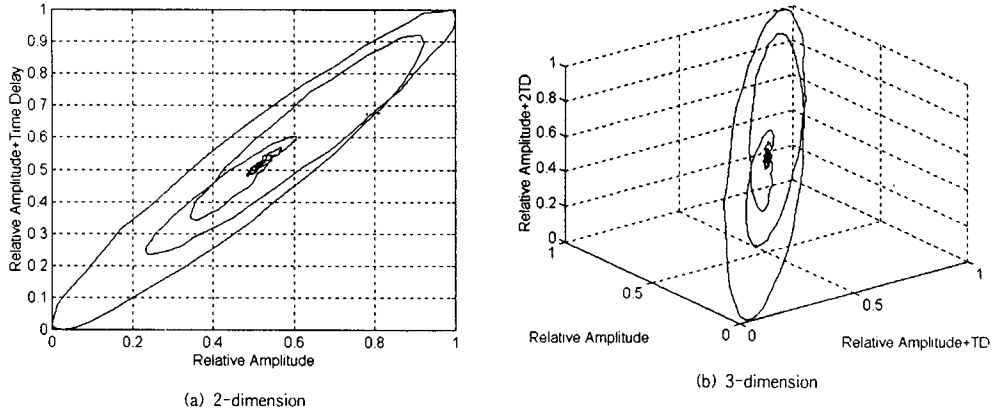 Relative Amplitude+Time Delay
1
0.9
0.8
0.7
0.6
0.5
0.4
0.3
0.2
0.1
0
0 0.2 0.4 0.6 0.8 1
Relative Amplitude
(a) 2-dimension
Relative Amplitude+2TD
1
0.8
0.6
0.4
0.2
0
1
0.5
0
Relative Amplitude
0
0.5
1
Relative Amplitude+TD
(b) 3-dimension